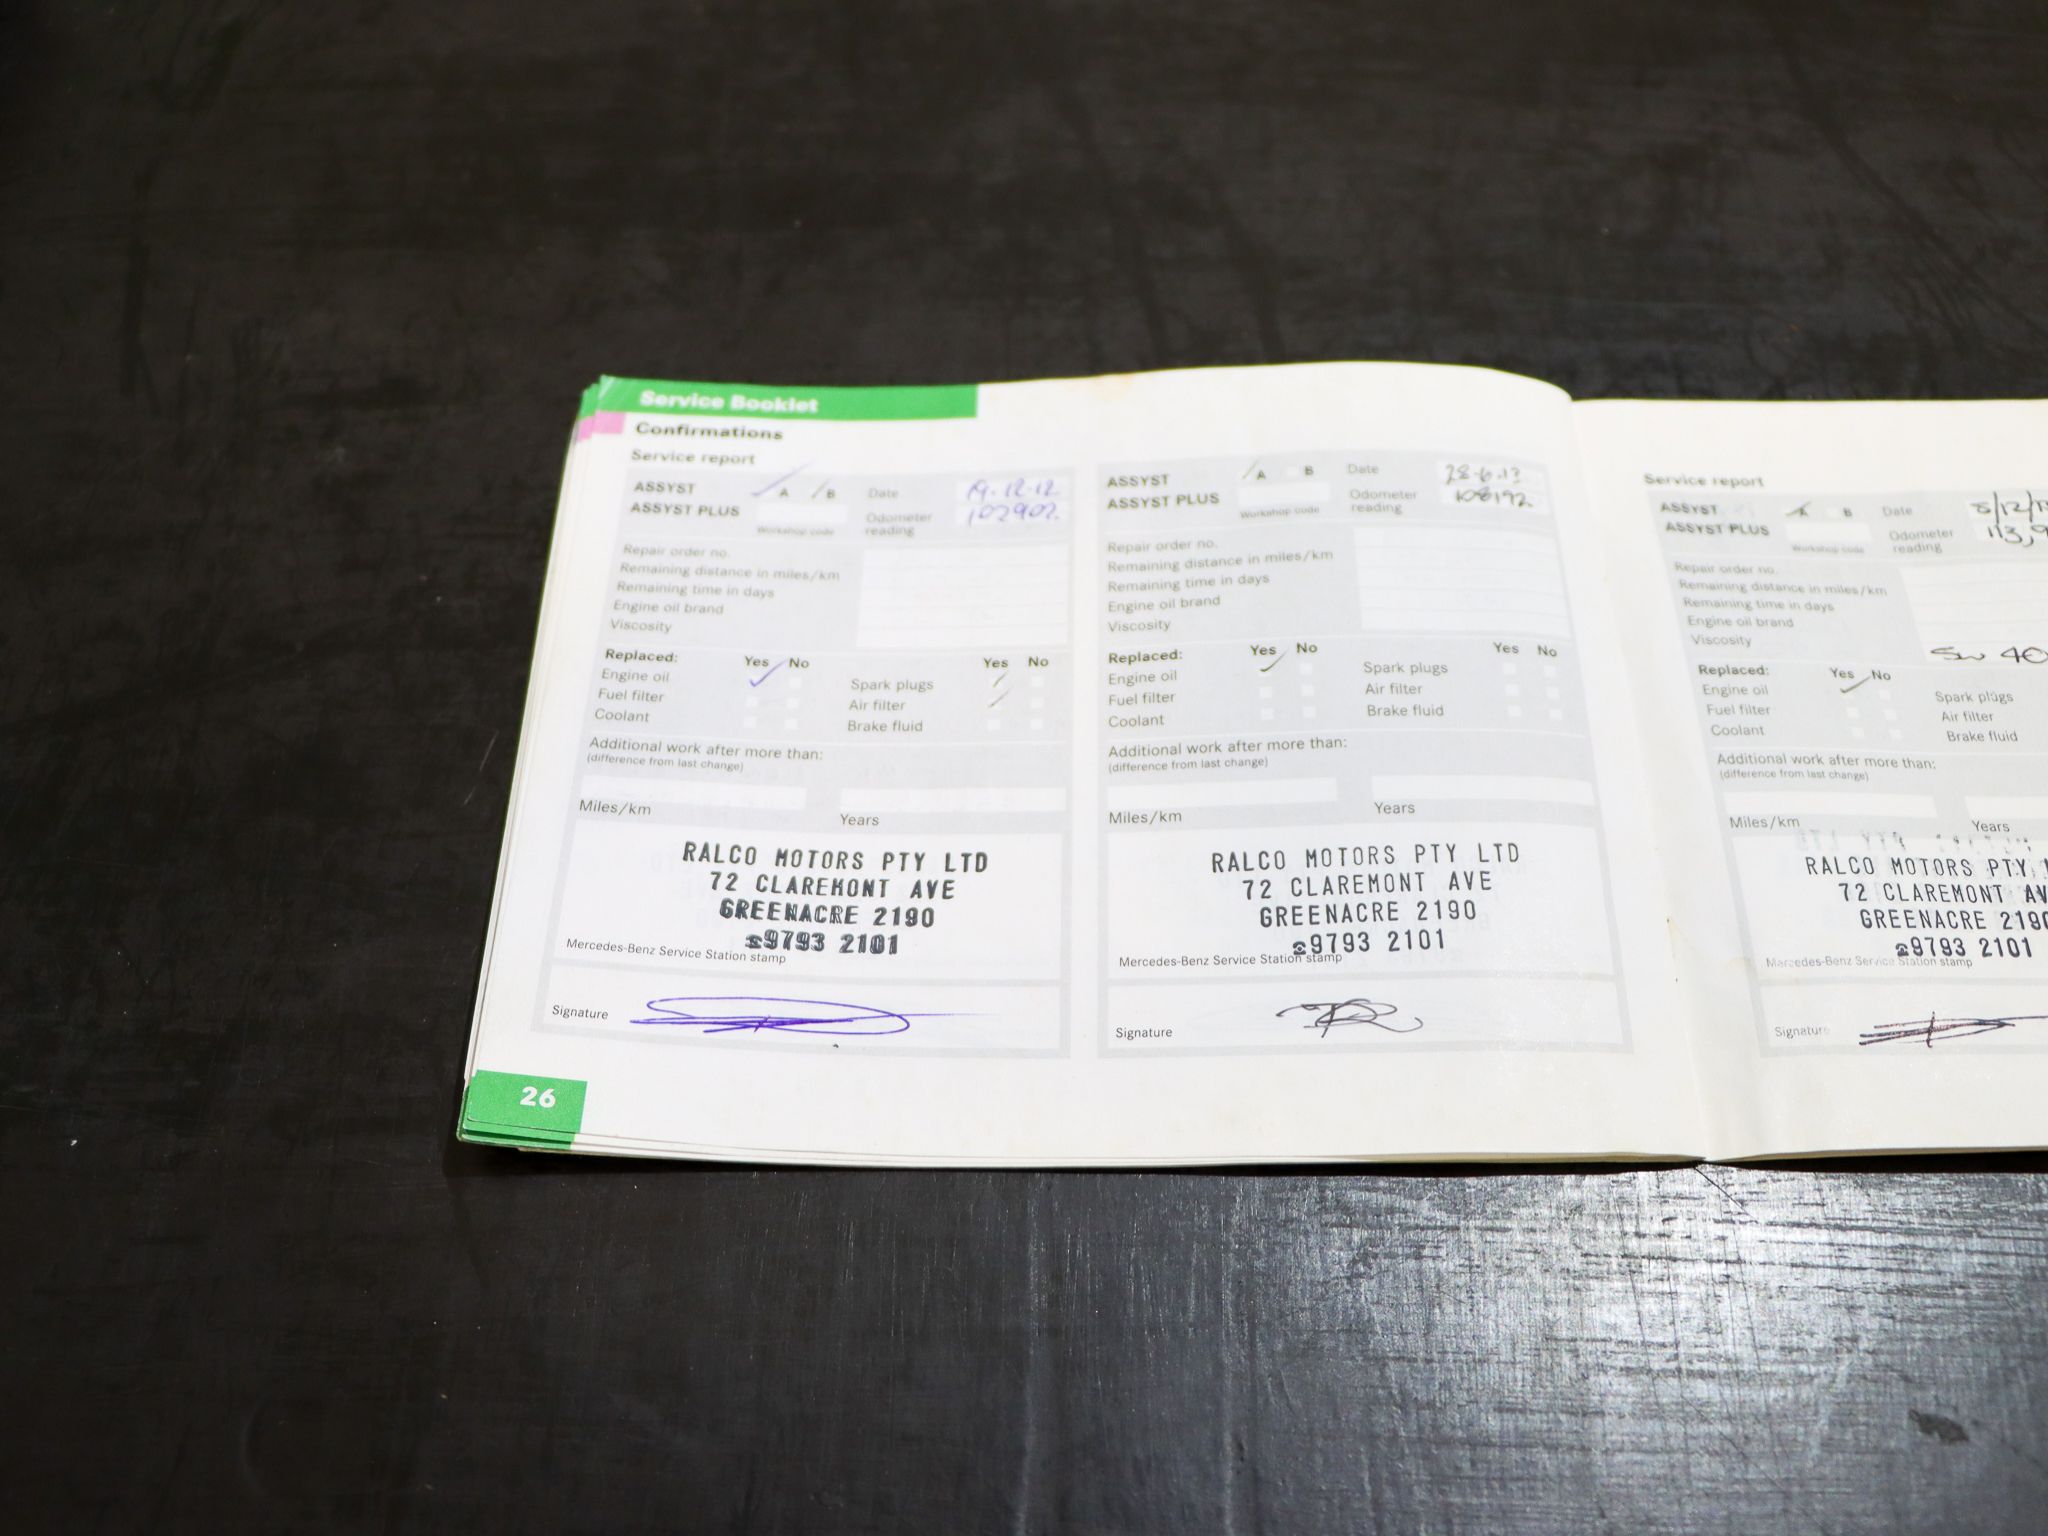 Service Booklet
Confirmations
Service report
ASSYST A B Date 19.12.12
ASSYST PLUS Workshop code Odometer reading 102902
Repair order no.
Remaining distance in miles/km
Remaining time in days
Engine oil brand
Viscosity
Replaced: Yes No Yes No
Engine oil Spark plugs
Fuel filter Air filter
Coolant Brake fluid
Additional work after more than:
(difference from last change)
Miles/km Years
RALCO MOTORS PTY LTD
72 CLAREMONT AVE
GREENACRE 2190
☎9793 2101
Mercedes-Benz Service Station stamp
Signature
26
ASSYST A B Date 28.6.13
ASSYST PLUS Workshop code Odometer reading 108192
Repair order no.
Remaining distance in miles/km
Remaining time in days
Engine oil brand
Viscosity
Replaced: Yes No Yes No
Engine oil Spark plugs
Fuel filter Air filter
Coolant Brake fluid
Additional work after more than:
(difference from last change)
Miles/km Years
RALCO MOTORS PTY LTD
72 CLAREMONT AVE
GREENACRE 2190
☎9793 2101
Mercedes-Benz Service Station stamp
Signature
Service report
ASSYST A B Date
ASSYST PLUS Workshop code Odometer reading 113,9
Repair order no.
Remaining distance in miles/km
Remaining time in days
Engine oil brand
Viscosity 5w 40
Replaced: Yes No
Engine oil Spark plugs
Fuel filter Air filter
Coolant Brake fluid
Additional work after more than:
(difference from last change)
Miles/km Years
RALCO MOTORS PTY
72 CLAREMONT AV
GREENACRE 2190
☎9793 2101
Mercedes-Benz Service Station stamp
Signature